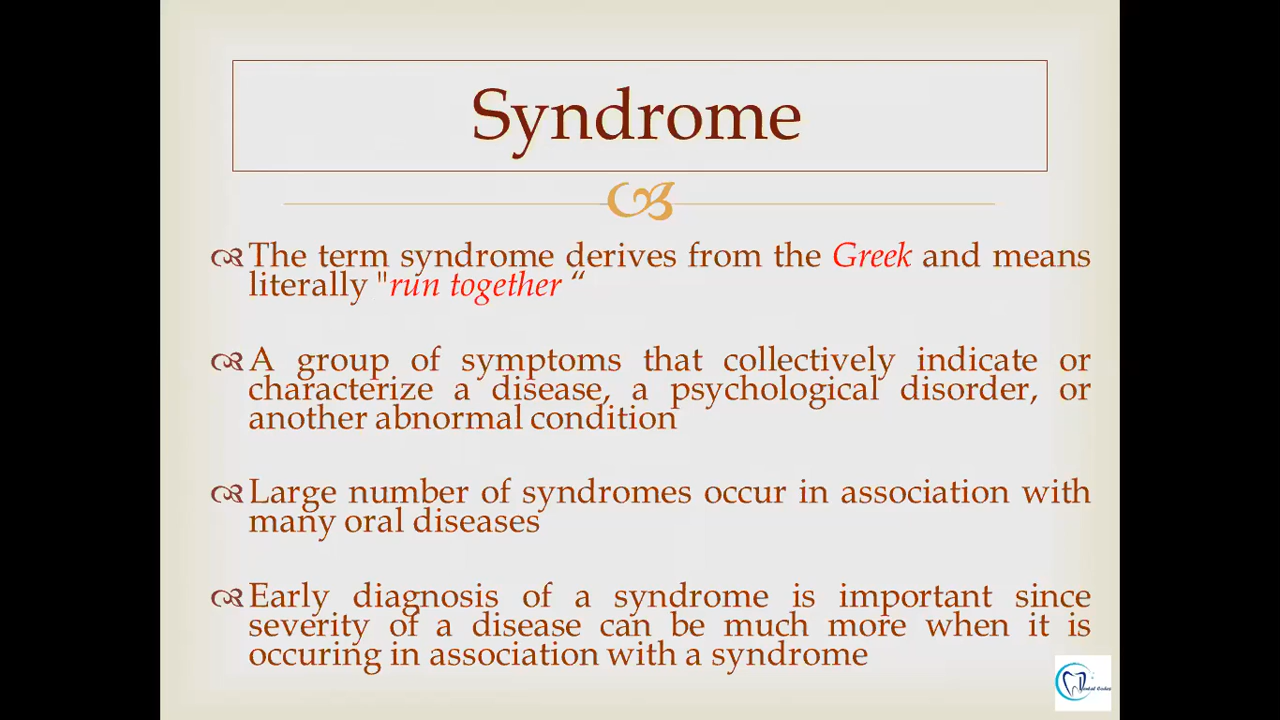 Syndrome
The term syndrome derives from the Greek and means
literally "run together “
A group of symptoms that collectively indicate or
characterize a disease, a psychological disorder, or
another abnormal condition
Large number of syndromes occur in association with
many oral diseases
Early diagnosis of a syndrome is important since
severity of a disease can be much more when it is
occuring in association with a syndrome